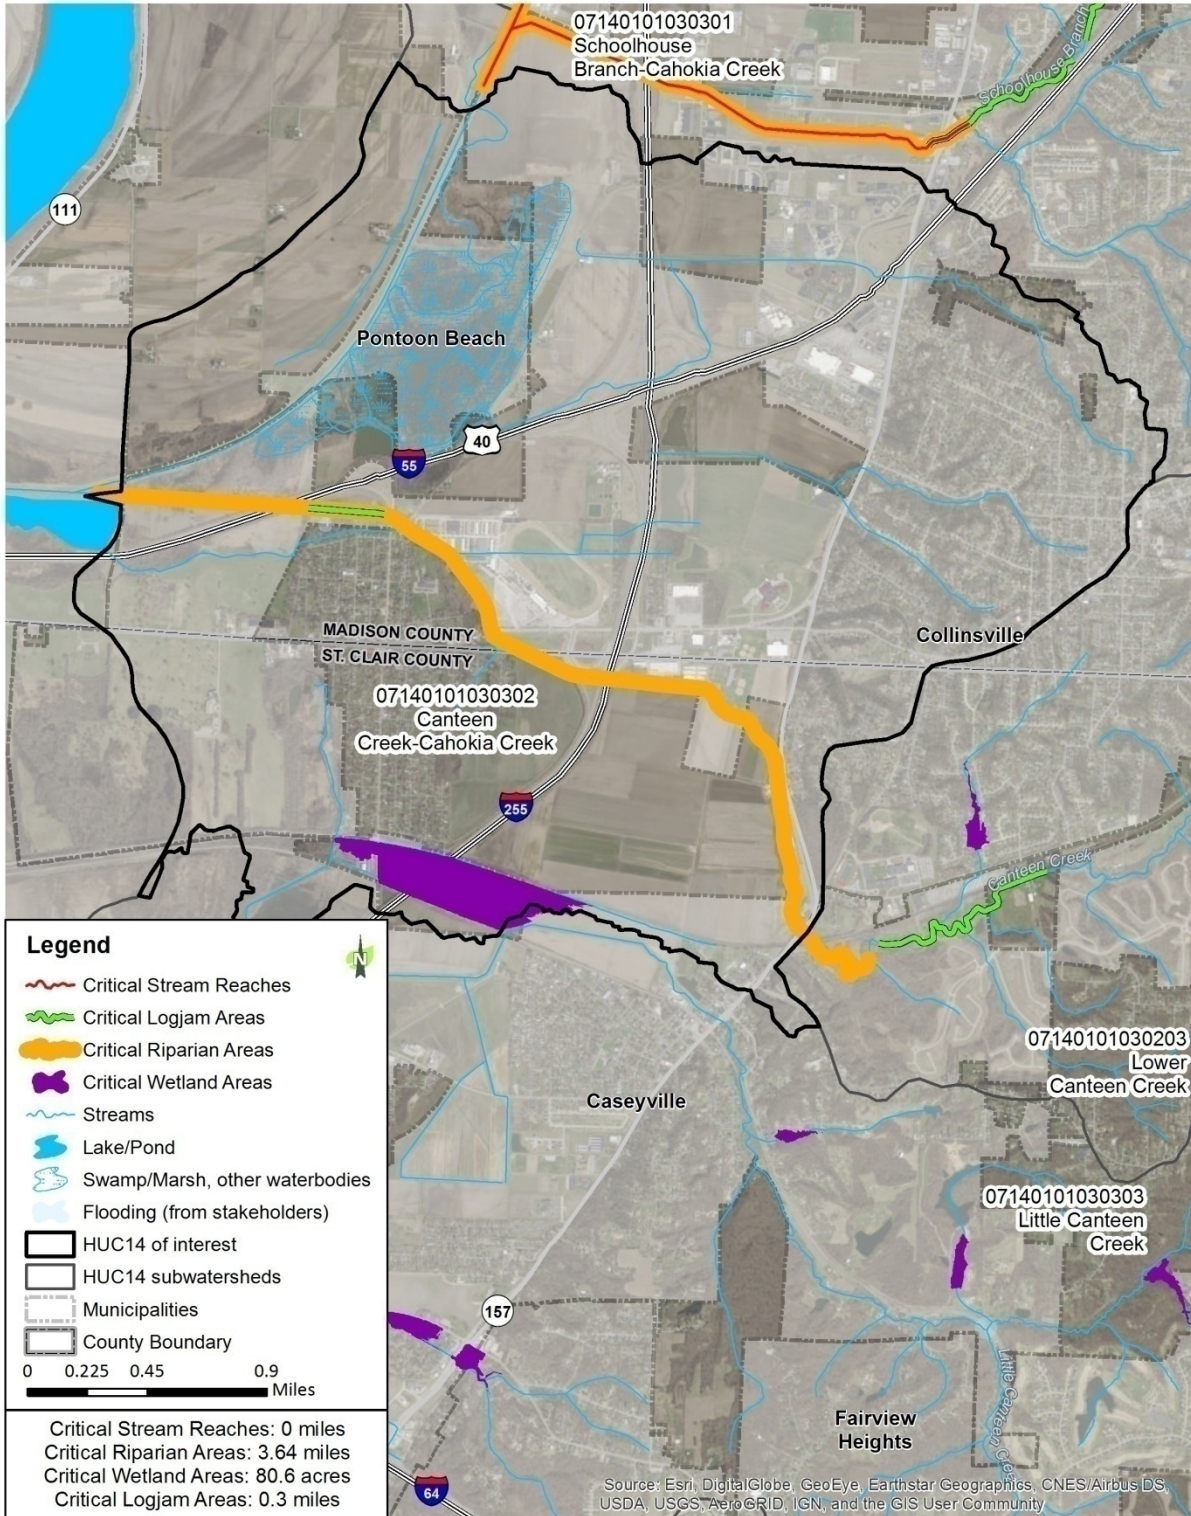 07140101030301
Schoolhouse
Branch-Cahokia Creek
Schoolhouse Branch
111
Pontoon Beach
40
55
MADISON COUNTY
ST. CLAIR COUNTY
Collinsville
07140101030302
Canteen
Creek-Cahokia Creek
255
Canteen Creek
07140101030203
Lower
Canteen Creek
Caseyville
07140101030303
Little Canteen
Creek
157
Little Canteen Creek
Fairview
Heights
64
Legend
N
Critical Stream Reaches
Critical Logjam Areas
Critical Riparian Areas
Critical Wetland Areas
Streams
Lake/Pond
Swamp/Marsh, other waterbodies
Flooding (from stakeholders)
HUC14 of interest
HUC14 subwatersheds
Municipalities
County Boundary
0 0.225 0.45 0.9
Miles
Critical Stream Reaches: 0 miles
Critical Riparian Areas: 3.64 miles
Critical Wetland Areas: 80.6 acres
Critical Logjam Areas: 0.3 miles
Source: Esri, DigitalGlobe, GeoEye, Earthstar Geographics, CNES/Airbus DS,
USDA, USGS, AeroGRID, IGN, and the GIS User Community